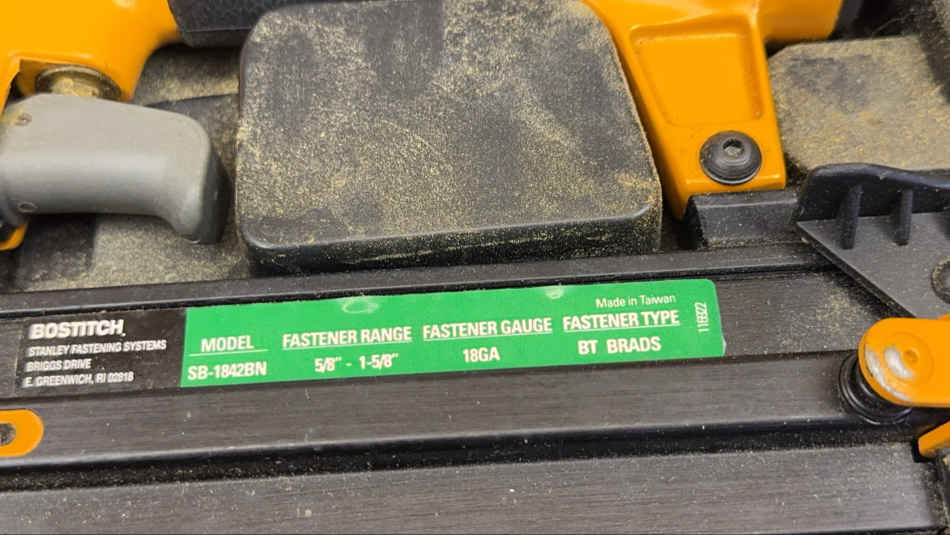 BOSTITCH
STANLEY FASTENING SYSTEMS
BRIGGS DRIVE
E. GREENWICH, RI 02818
MODEL
SB-1842BN
FASTENER RANGE
5/8" - 1-5/8"
FASTENER GAUGE
18GA
Made in Taiwan
FASTENER TYPE
BT BRADS